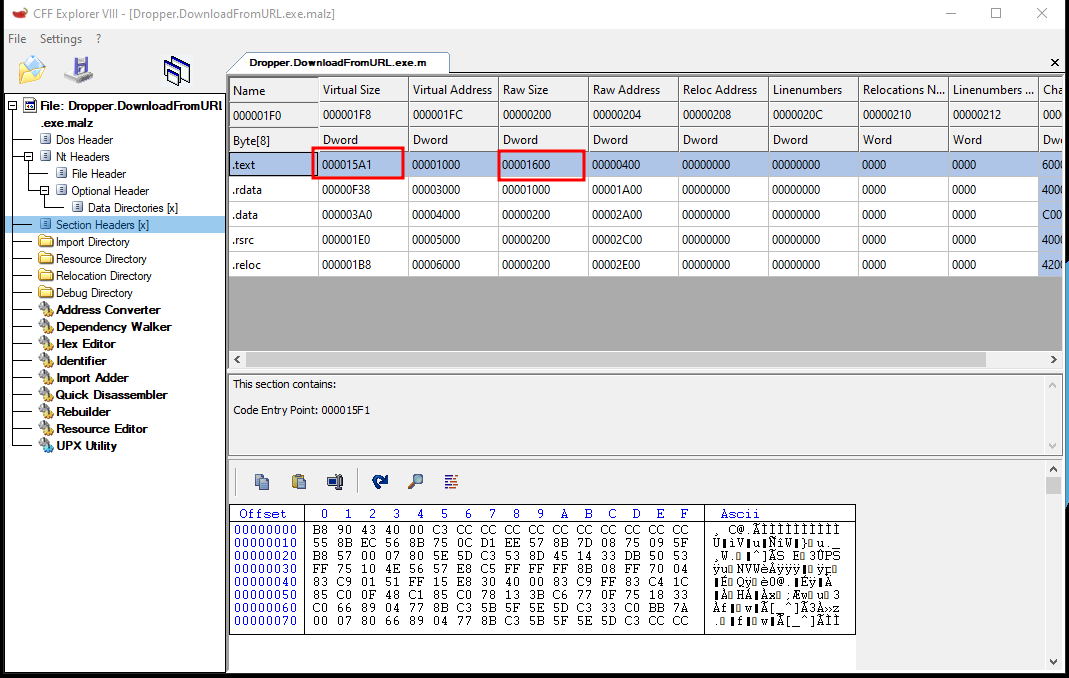 CFF Explorer VIII - [Dropper.DownloadFromURL.exe.malz]
File Settings ?
File: Dropper.DownloadFromURL
.exe.malz
Dos Header
Nt Headers
File Header
Optional Header
Data Directories [x]
Section Headers [x]
Import Directory
Resource Directory
Relocation Directory
Debug Directory
Address Converter
Dependency Walker
Hex Editor
Identifier
Import Adder
Quick Disassembler
Rebuilder
Resource Editor
UPX Utility
Dropper.DownloadFromURL.exe.m
Name Virtual Size Virtual Address Raw Size Raw Address Reloc Address Linenumbers Relocations N... Linenumbers ... Cha
000001F0 000001F8 000001FC 00000200 00000204 00000208 0000020C 00000210 00000212 0000
Byte[8] Dword Dword Dword Dword Dword Dword Word Word Dwo
.text 000015A1 00001000 00001600 00000400 00000000 00000000 0000 0000 6000
.rdata 00000F38 00003000 00001000 00001A00 00000000 00000000 0000 0000 4000
.data 000003A0 00004000 00000200 00002A00 00000000 00000000 0000 0000 C000
.rsrc 000001E0 00005000 00000200 00002C00 00000000 00000000 0000 0000 4000
.reloc 000001B8 00006000 00000200 00002E00 00000000 00000000 0000 0000 4200
This section contains:
Code Entry Point: 000015F1
Offset 0 1 2 3 4 5 6 7 8 9 A B C D E F Ascii
00000000 B8 90 43 40 00 C3 CC CC CC CC CC CC CC CC CC CC
00000010 55 8B EC 56 8B 75 0C D1 EE 57 8B 7D 08 75 09 5F
00000020 B8 57 00 07 80 5E 5D C3 53 8D 45 14 33 DB 50 53
00000030 FF 75 10 4E 56 57 E8 C5 FF FF FF 8B 08 FF 70 04
00000040 83 C9 01 51 FF 15 E8 30 40 00 83 C9 FF 83 C4 1C
00000050 85 C0 0F 48 C1 85 C0 78 13 3B C6 77 0F 75 18 33
00000060 C0 66 89 04 77 8B C3 5B 5F 5E 5D C3 33 C0 BB 7A
00000070 00 07 80 66 89 04 77 8B C3 5B 5F 5E 5D C3 CC CC